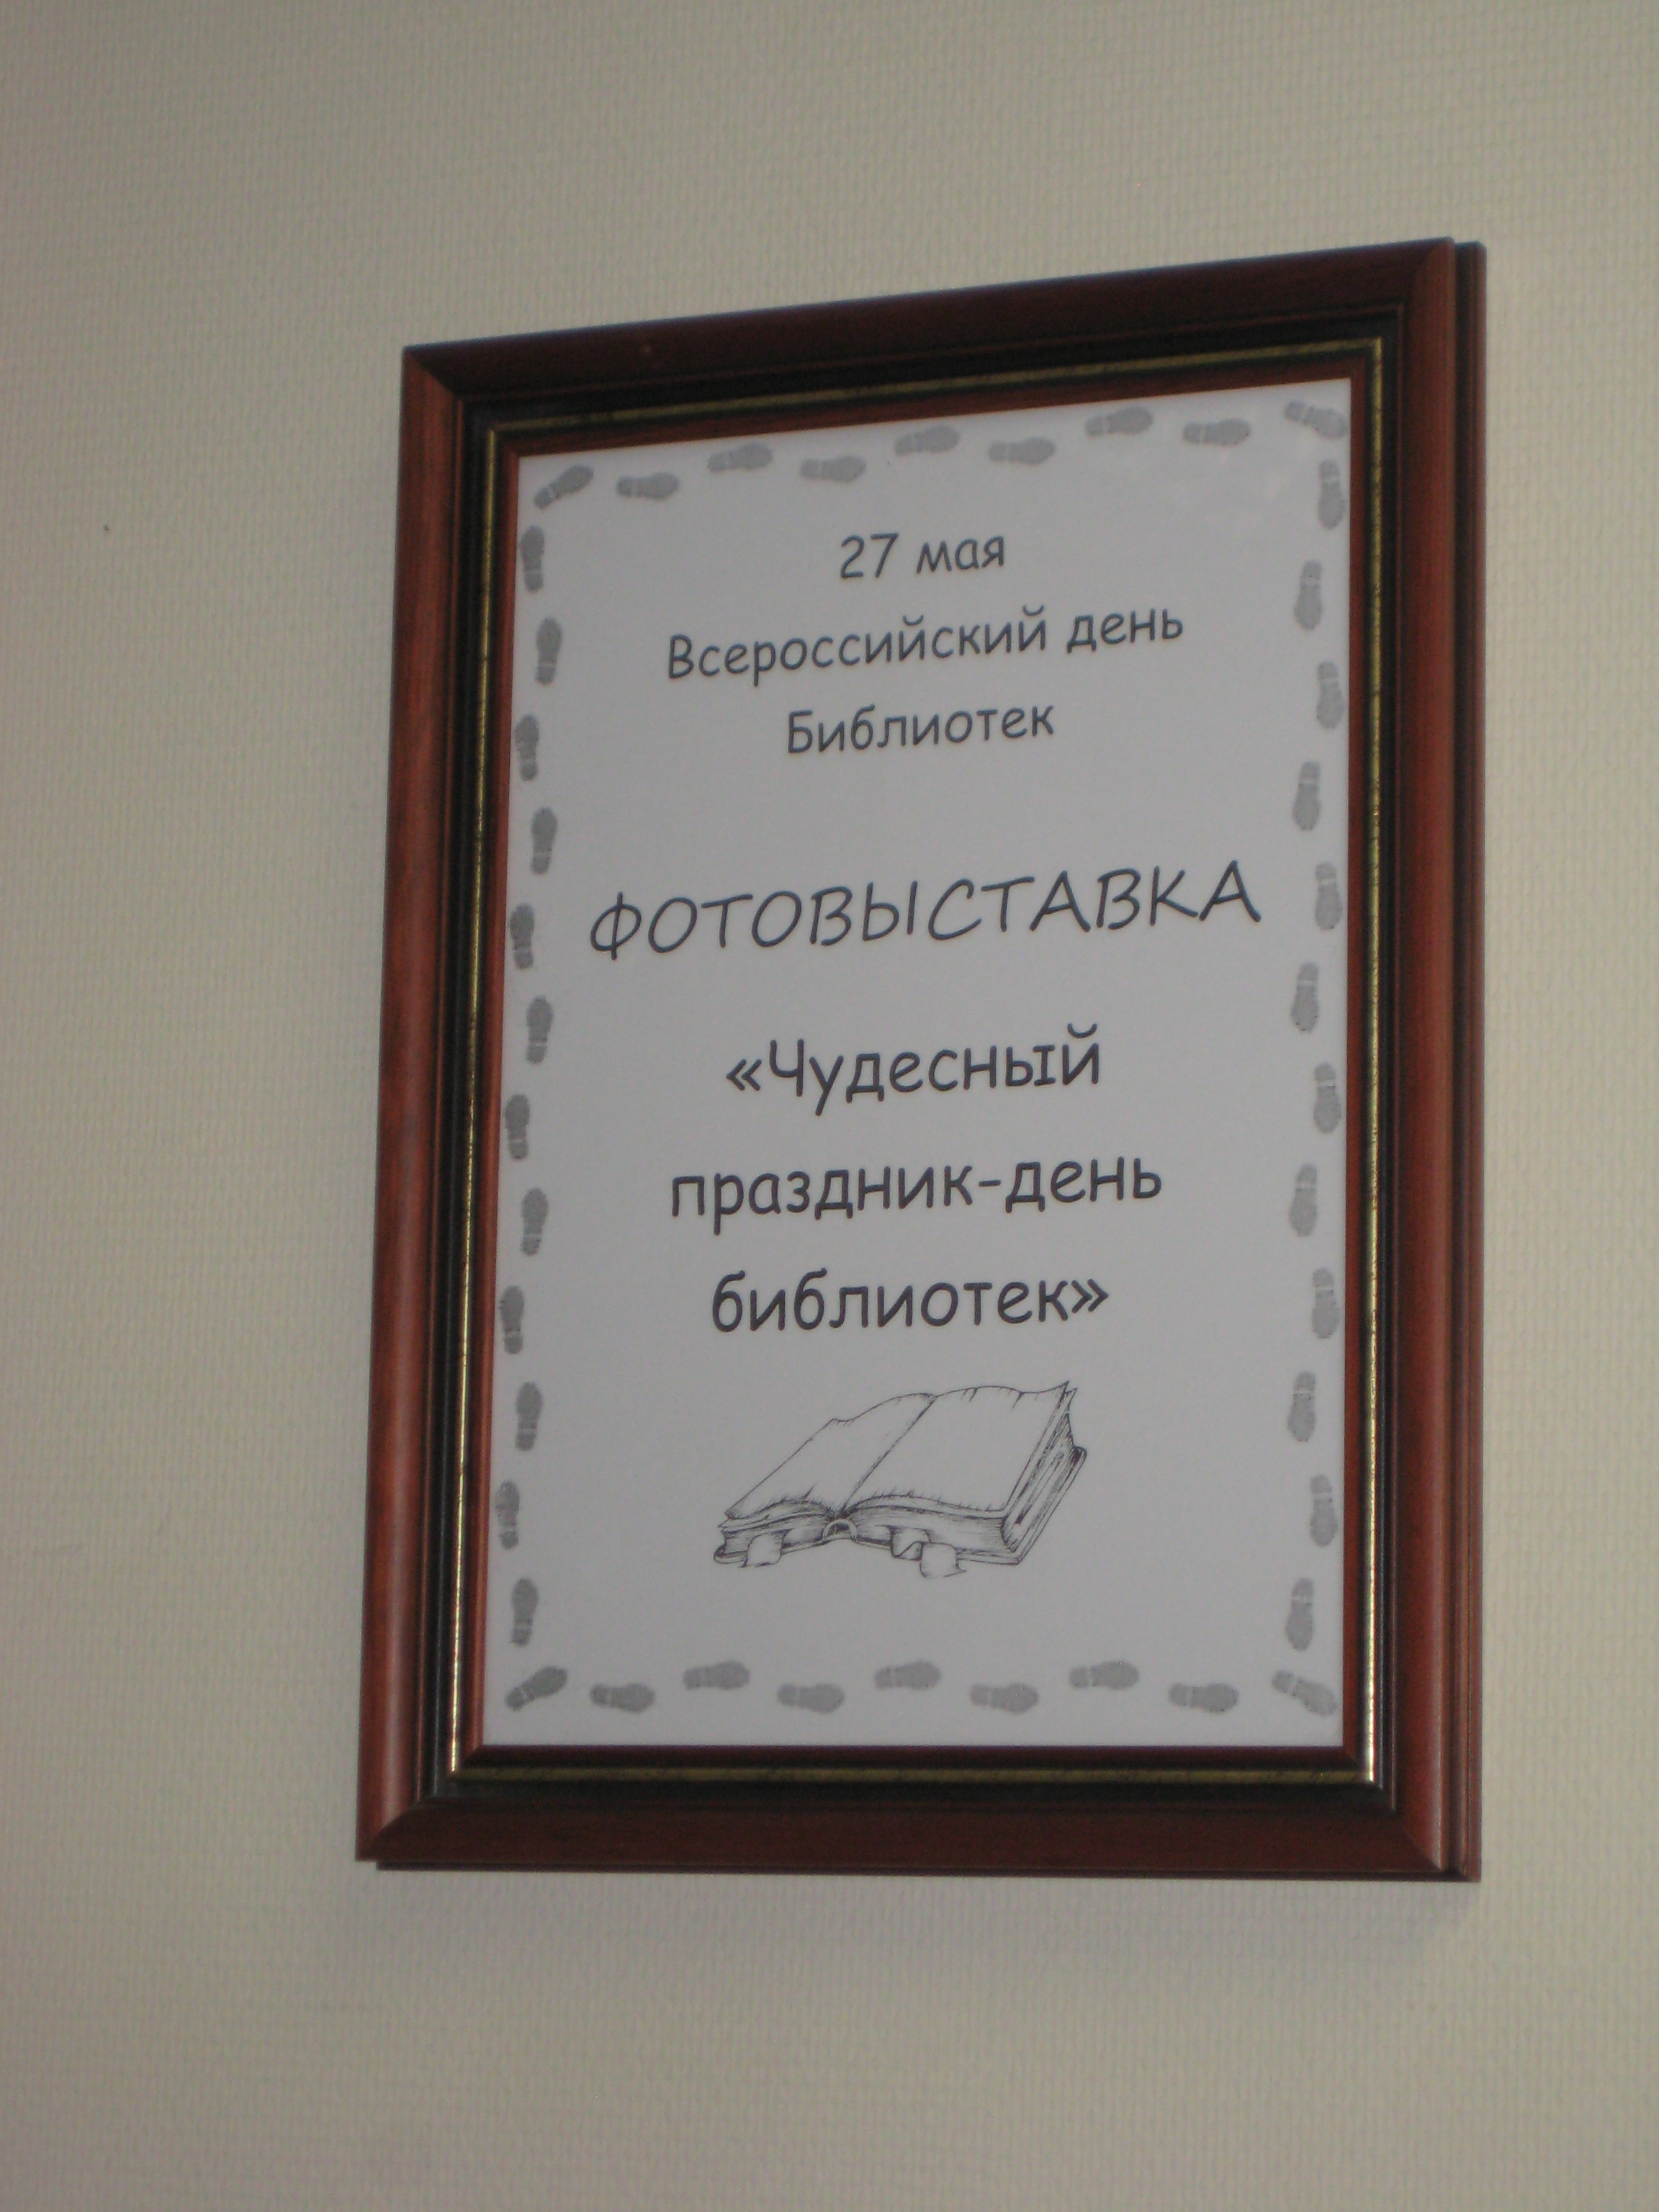 27 мая
Всероссийский день
Библиотек
ФОТОВЫСТАВКА
«Чудесный
праздник-день
библиотек»